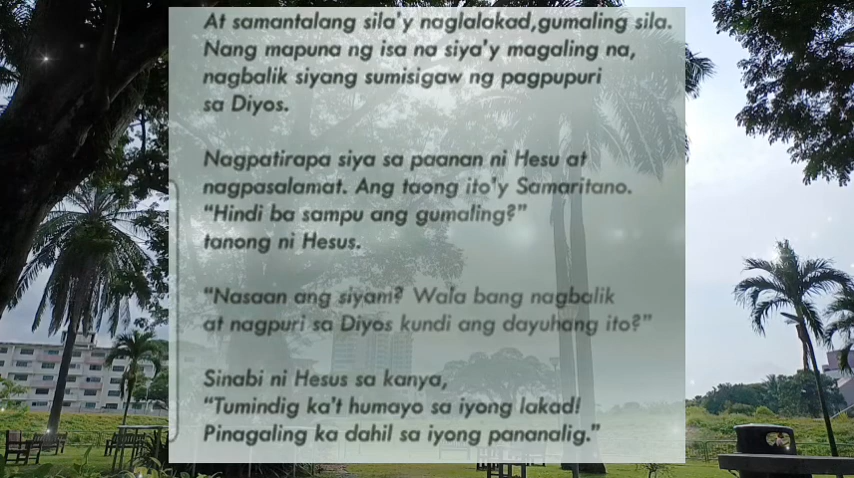 At samantalang sila'y naglalakad,gumaling sila.
Nang mapuna ng isa na siya'y magaling na,
nagbalik siyang sumisigaw ng pagpupuri
sa Diyos.
Nagpatirapa siya sa paanan ni Hesu at
nagpasalamat. Ang taong ito'y Samaritano.
“Hindi ba sampu ang gumaling?”
tanong ni Hesus.
“Nasaan ang siyam? Wala bang nagbalik
at nagpuri sa Diyos kundi ang dayuhang ito?”
Sinabi ni Hesus sa kanya,
“Tumindig ka't humayo sa iyong lakad!
Pinagaling ka dahil sa iyong pananalig.”